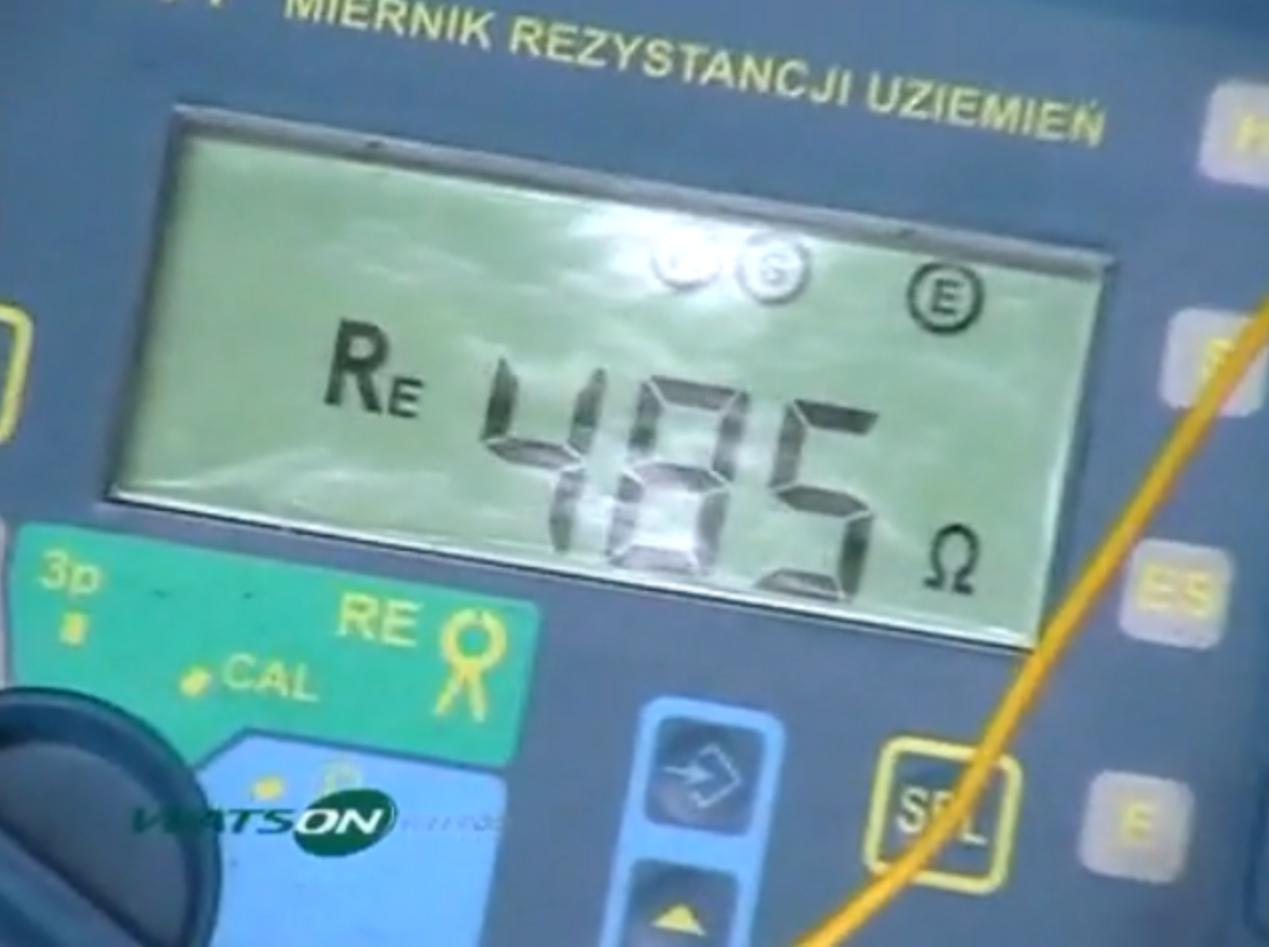 MIERNIK REZYSTANCJI UZIEMIEŃ
H
S E
RE 485 Ω
ES
3p
RE
CAL
SEL
E
WATSON